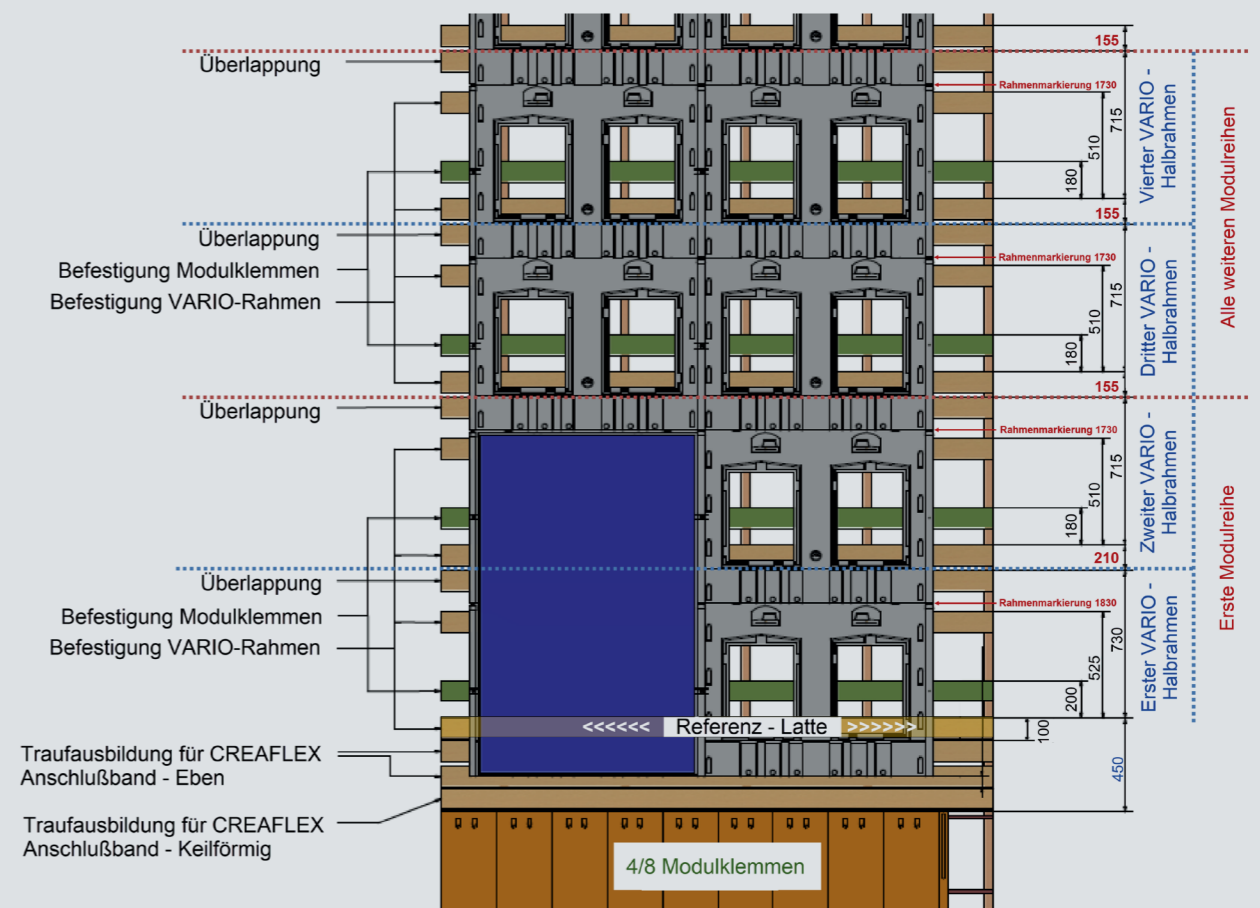 155
Überlappung
Rahmenmarkierung 1730
715
510
180
155
Vierter VARIO -
Halbrahmen
Alle weiteren Modulreihen
Überlappung
Befestigung Modulklemmen
Befestigung VARIO-Rahmen
Rahmenmarkierung 1730
715
510
180
155
Dritter VARIO -
Halbrahmen
Überlappung
Rahmenmarkierung 1730
715
510
180
210
Zweiter VARIO -
Halbrahmen
Erste Modulreihe
Überlappung
Befestigung Modulklemmen
Befestigung VARIO-Rahmen
Rahmenmarkierung 1830
730
525
200
Erster VARIO -
Halbrahmen
<<<<<< Referenz - Latte >>>>>>
100
450
Traufausbildung für CREAFLEX
Anschlußband - Eben
Traufausbildung für CREAFLEX
Anschlußband - Keilförmig
4/8 Modulklemmen